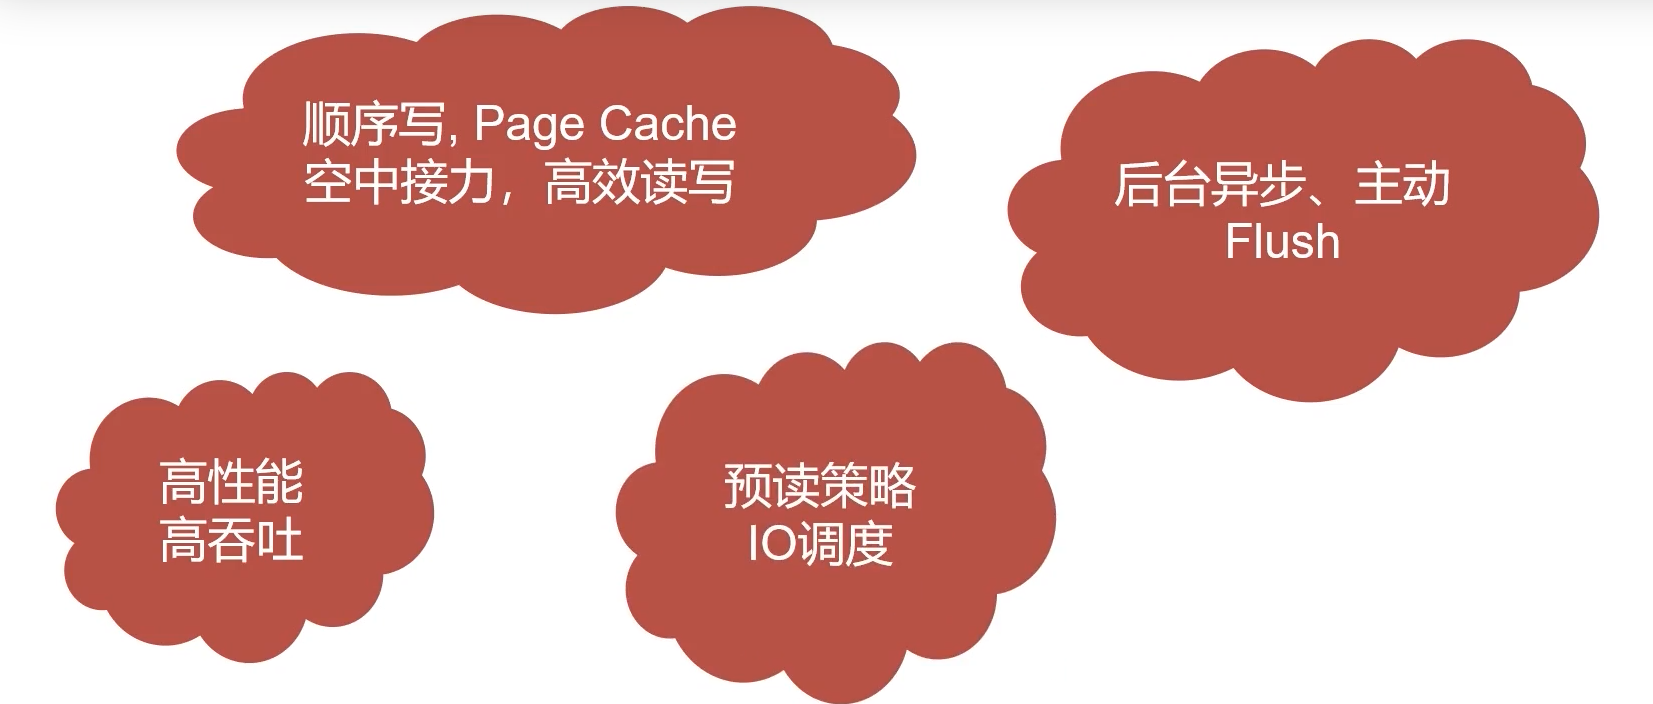 顺序写, Page Cache
空中接力，高效读写
后台异步、主动
Flush
高性能
高吞吐
预读策略
IO调度